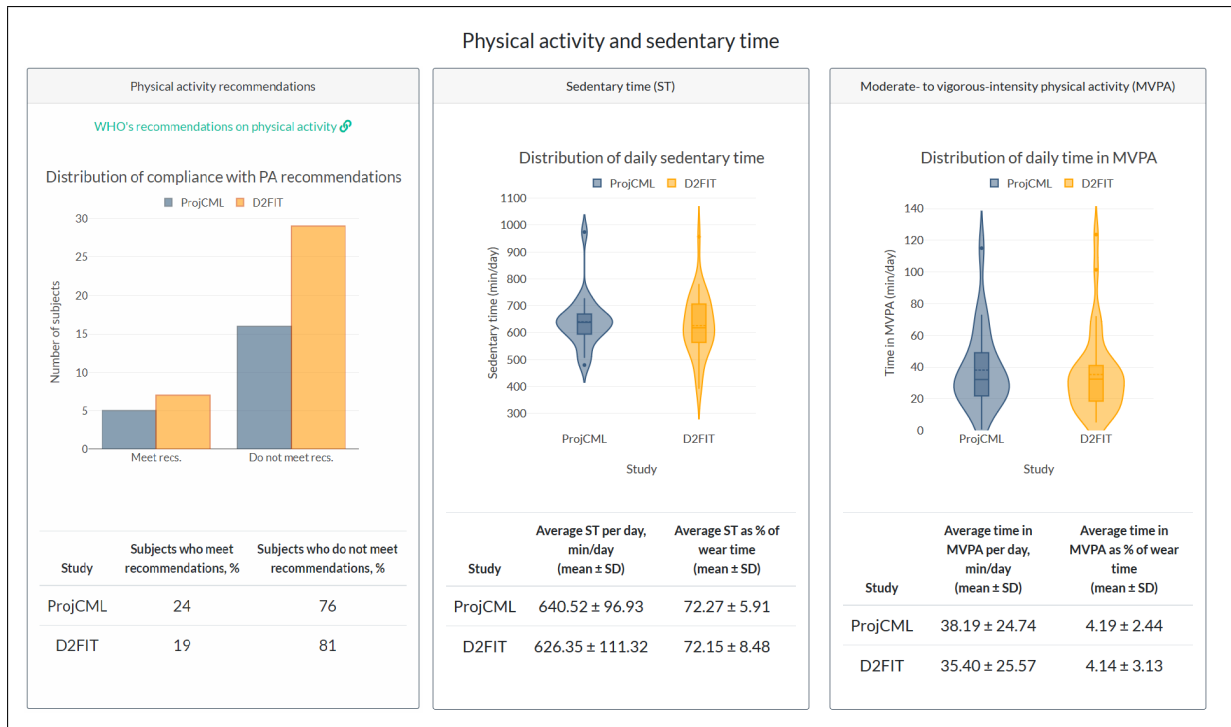 Physical activity and sedentary time
Physical activity recommendations
WHO's recommendations on physical activity
Distribution of compliance with PA recommendations
ProjCML D2FIT
30
25
20
15
10
5
0
Number of subjects
Meet recs. Do not meet recs.
Study Subjects who meet recommendations, % Subjects who do not meet recommendations, %
ProjCML 24 76
D2FIT 19 81
Sedentary time (ST)
Distribution of daily sedentary time
ProjCML D2FIT
1100
1000
900
800
700
600
500
400
300
Sedentary time (min/day)
ProjCML D2FIT
Study
Study Average ST per day, min/day (mean ± SD) Average ST as % of wear time (mean ± SD)
ProjCML 640.52 ± 96.93 72.27 ± 5.91
D2FIT 626.35 ± 111.32 72.15 ± 8.48
Moderate- to vigorous-intensity physical activity (MVPA)
Distribution of daily time in MVPA
ProjCML D2FIT
140
120
100
80
60
40
20
0
Time in MVPA (min/day)
ProjCML D2FIT
Study
Study Average time in MVPA per day, min/day (mean ± SD) Average time in MVPA as % of wear time (mean ± SD)
ProjCML 38.19 ± 24.74 4.19 ± 2.44
D2FIT 35.40 ± 25.57 4.14 ± 3.13